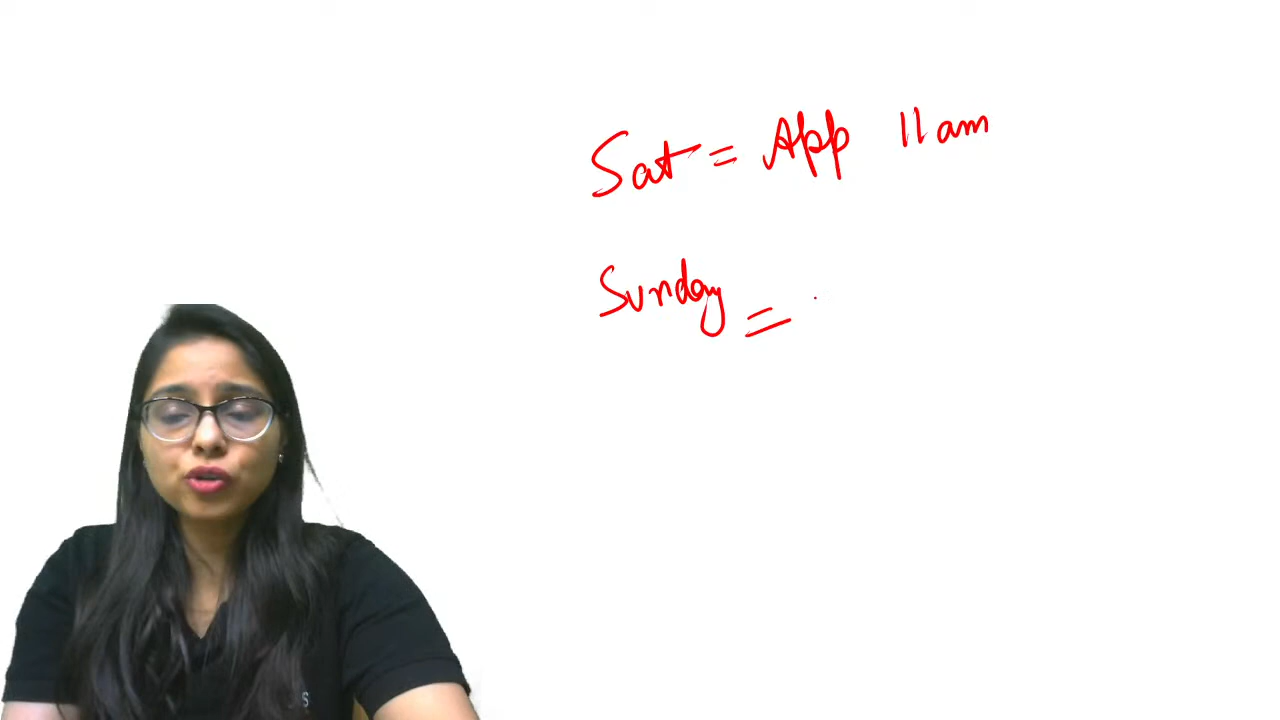 Sat = App 11am
Sunday =
S